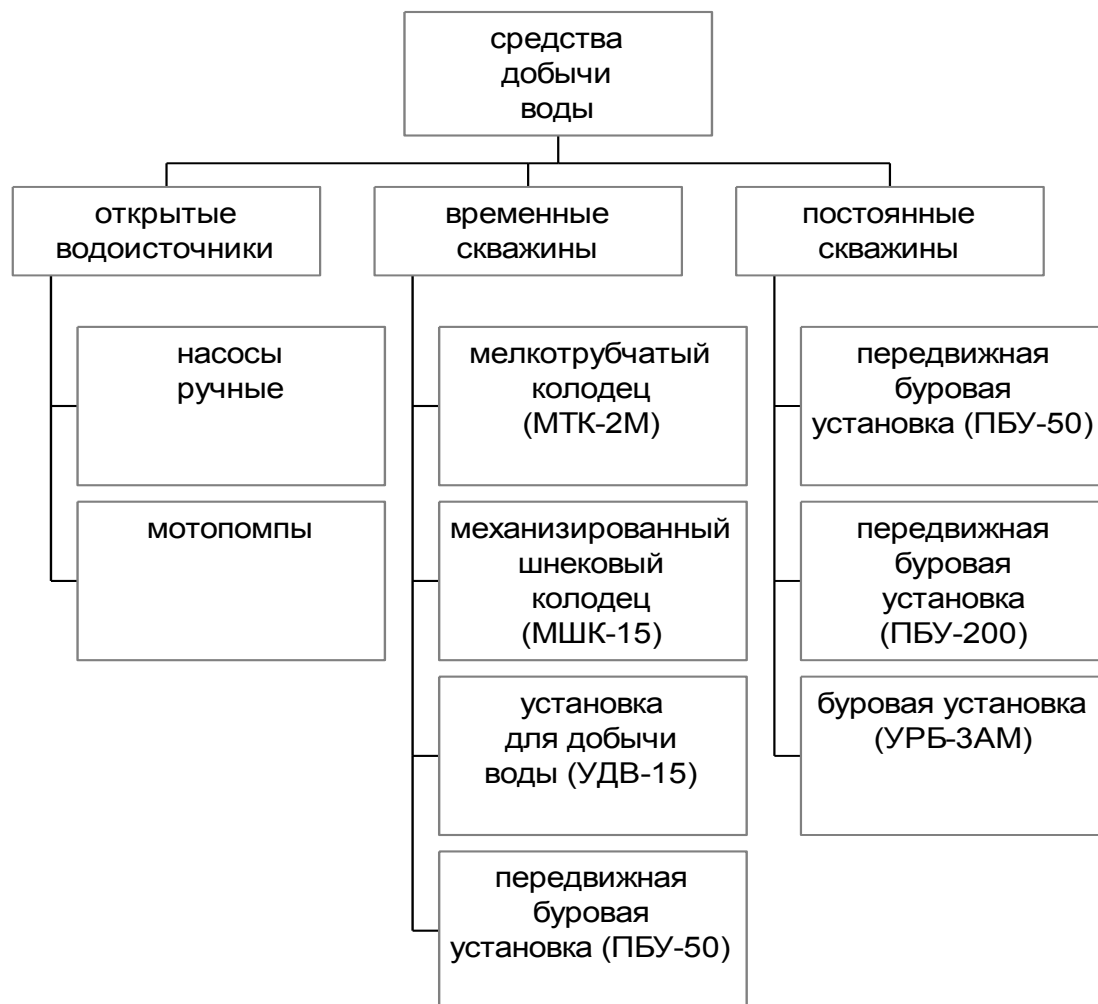 средства
добычи
воды
открытые
водоисточники
временные
скважины
постоянные
скважины
насосы
ручные
мотопомпы
мелкотрубчатый
колодец
(МТК-2М)
механизированный
шнековый
колодец
(МШК-15)
установка
для добычи
воды (УДВ-15)
передвижная
буровая
установка (ПБУ-50)
передвижная
буровая
установка (ПБУ-50)
передвижная
буровая
установка
(ПБУ-200)
буровая установка
(УРБ-3АМ)